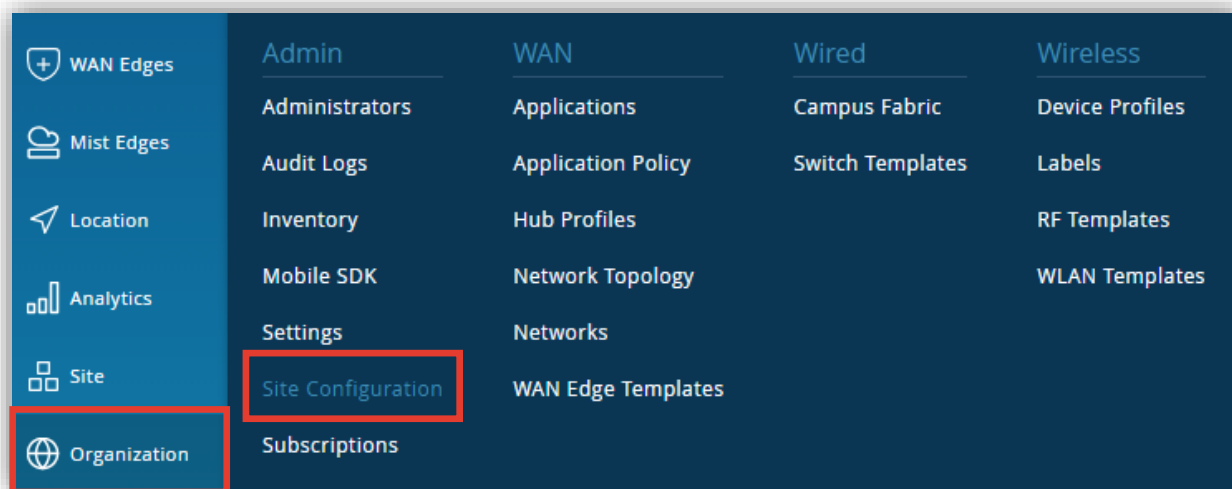 WAN Edges
Mist Edges
Location
Analytics
Site
Organization
Admin
Administrators
Audit Logs
Inventory
Mobile SDK
Settings
Site Configuration
Subscriptions
WAN
Applications
Application Policy
Hub Profiles
Network Topology
Networks
WAN Edge Templates
Wired
Campus Fabric
Switch Templates
Wireless
Device Profiles
Labels
RF Templates
WLAN Templates